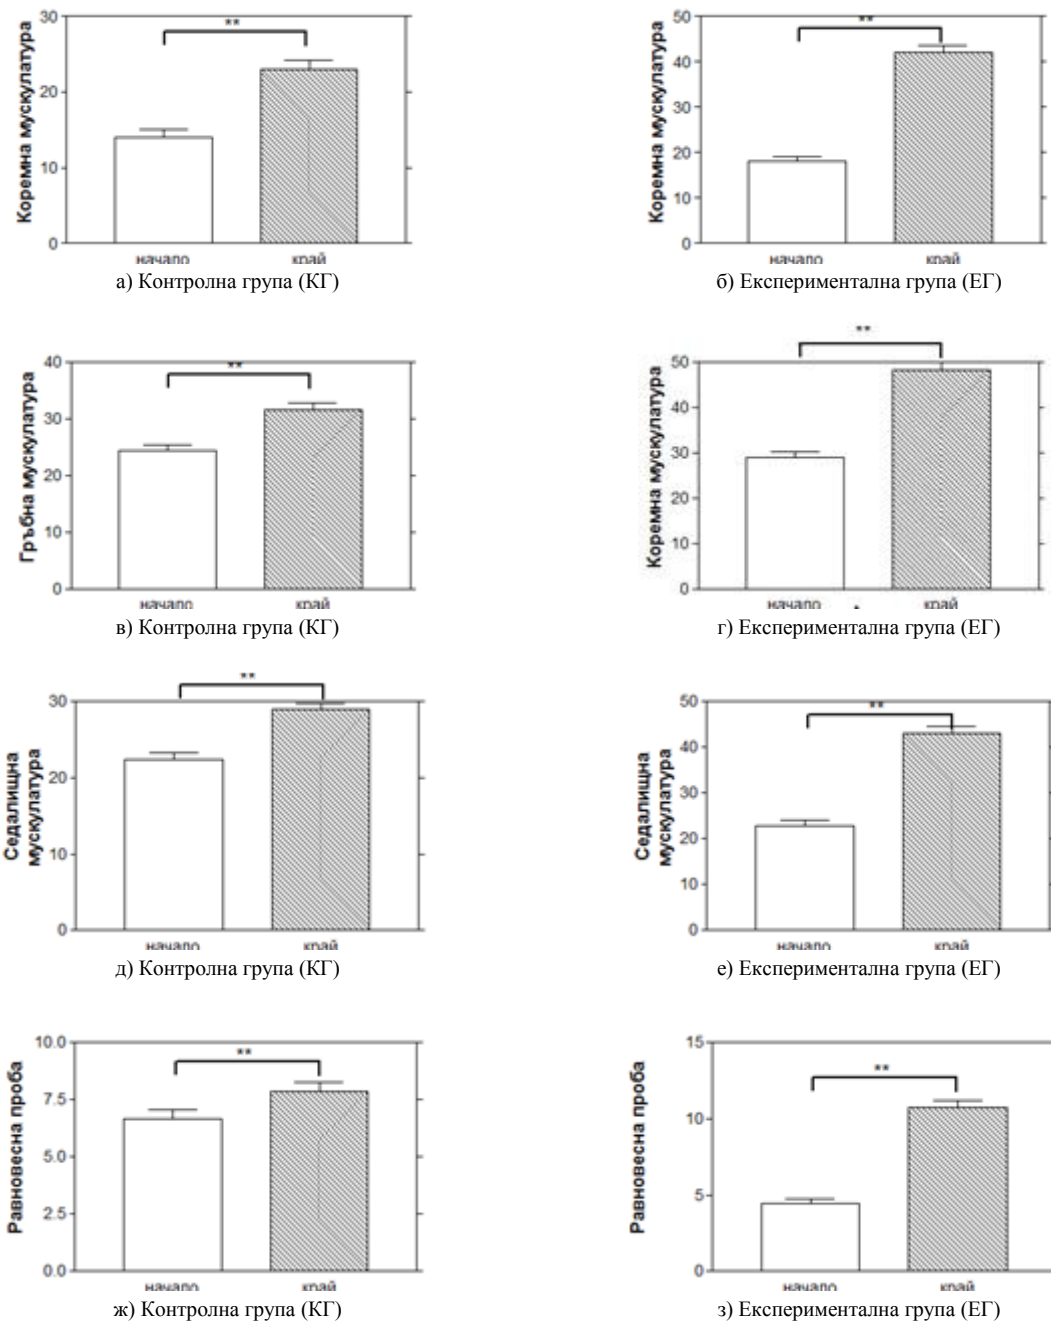 30
20
10
0
Коремна мускулатура
**
начало
край
а) Контролна група (КГ)
50
40
30
20
10
0
Коремна мускулатура
**
начало
край
б) Експериментална група (ЕГ)
40
30
20
10
0
Гръбна мускулатура
**
начало
край
в) Контролна група (КГ)
50
40
30
20
10
0
Коремна мускулатура
**
начало
край
г) Експериментална група (ЕГ)
30
20
10
0
Седалищна
мускулатура
**
начало
край
д) Контролна група (КГ)
50
40
30
20
10
0
Седалищна
мускулатура
**
начало
край
е) Експериментална група (ЕГ)
10.0
7.5
5.0
2.5
0.0
Равновесна проба
**
начало
край
ж) Контролна група (КГ)
15
10
5
0
Равновесна проба
**
начало
край
з) Експериментална група (ЕГ)